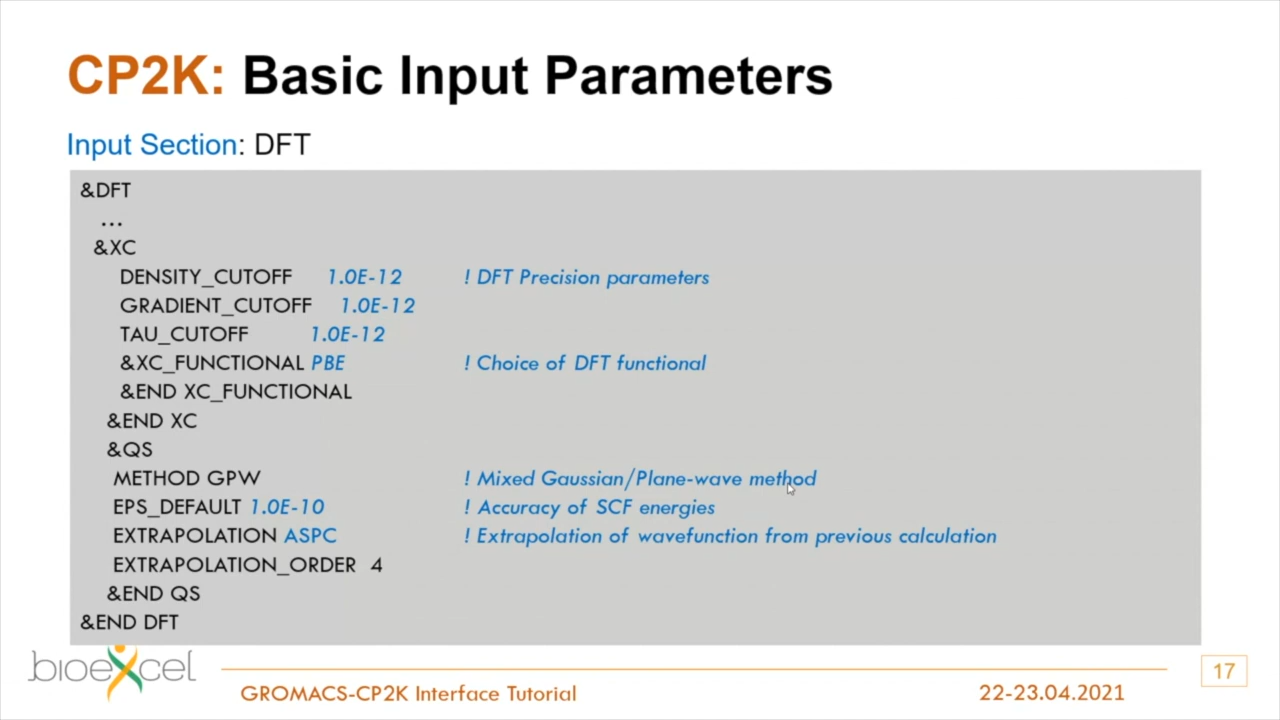 CP2K: Basic Input Parameters
Input Section: DFT
&DFT
...
&XC
DENSITY_CUTOFF 1.0E-12 ! DFT Precision parameters
GRADIENT_CUTOFF 1.0E-12
TAU_CUTOFF 1.0E-12
&XC_FUNCTIONAL PBE ! Choice of DFT functional
&END XC_FUNCTIONAL
&END XC
&QS
METHOD GPW ! Mixed Gaussian/Plane-wave method
EPS_DEFAULT 1.0E-10 ! Accuracy of SCF energies
EXTRAPOLATION ASPC ! Extrapolation of wavefunction from previous calculation
EXTRAPOLATION_ORDER 4
&END QS
&END DFT
bioexcel
GROMACS-CP2K Interface Tutorial
22-23.04.2021
17